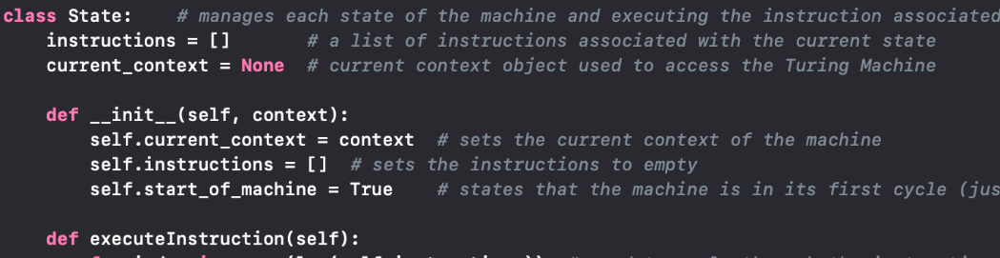 class State:    # manages each state of the machine and executing the instruction associated
    instructions = []       # a list of instructions associated with the current state
    current_context = None  # current context object used to access the Turing Machine

    def __init__(self, context):
        self.current_context = context  # sets the current context of the machine
        self.instructions = []  # sets the instructions to empty
        self.start_of_machine = True    # states that the machine is in its first cycle (jus

    def executeInstruction(self):